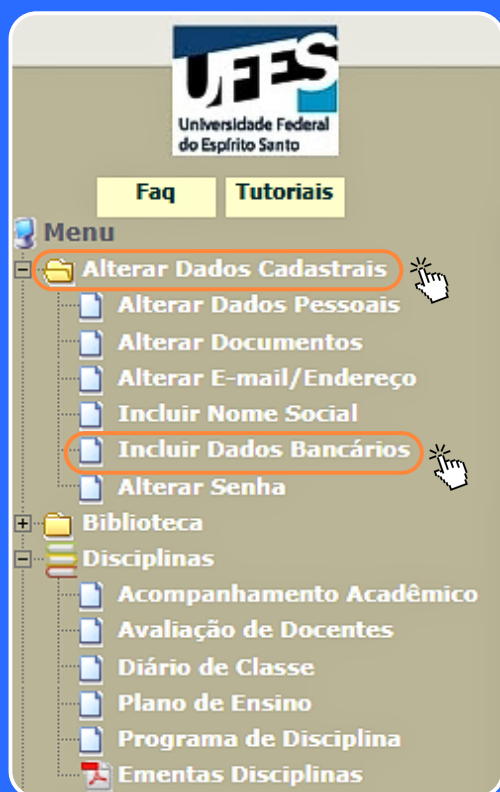 UFES
Universidade Federal
do Espírito Santo
Faq Tutoriais
Menu
Alterar Dados Cadastrais
Alterar Dados Pessoais
Alterar Documentos
Alterar E-mail/Endereço
Incluir Nome Social
Incluir Dados Bancários
Alterar Senha
Biblioteca
Disciplinas
Acompanhamento Acadêmico
Avaliação de Docentes
Diário de Classe
Plano de Ensino
Programa de Disciplina
Ementas Disciplinas